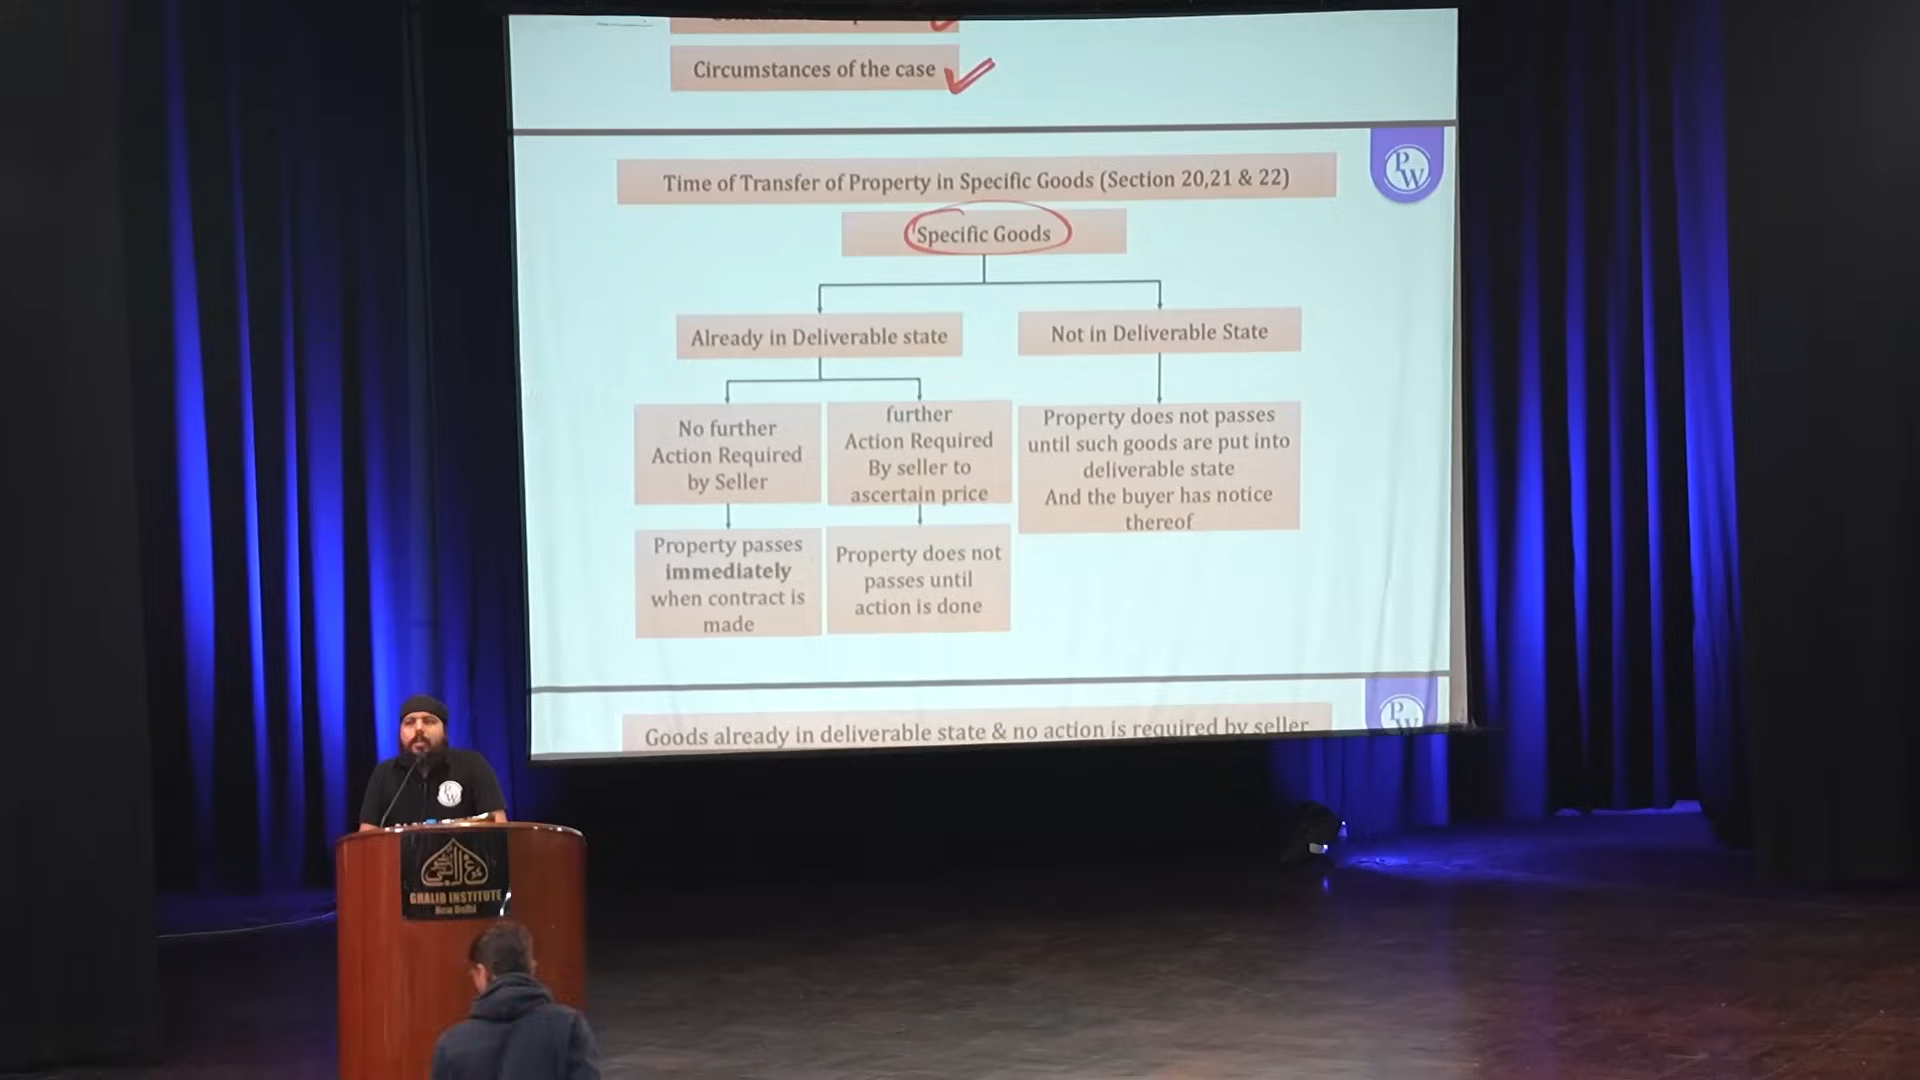 Circumstances of the case
PW
Time of Transfer of Property in Specific Goods (Section 20,21 & 22)
Specific Goods
Already in Deliverable state
Not in Deliverable State
No further
Action Required
by Seller
further
Action Required
By seller to
ascertain price
Property does not passes
until such goods are put into
deliverable state
And the buyer has notice
thereof
Property passes
immediately
when contract is
made
Property does not
passes until
action is done
PW
Goods already in deliverable state & no action is required by seller
PW
GHALIB INSTITUTE
New Delhi